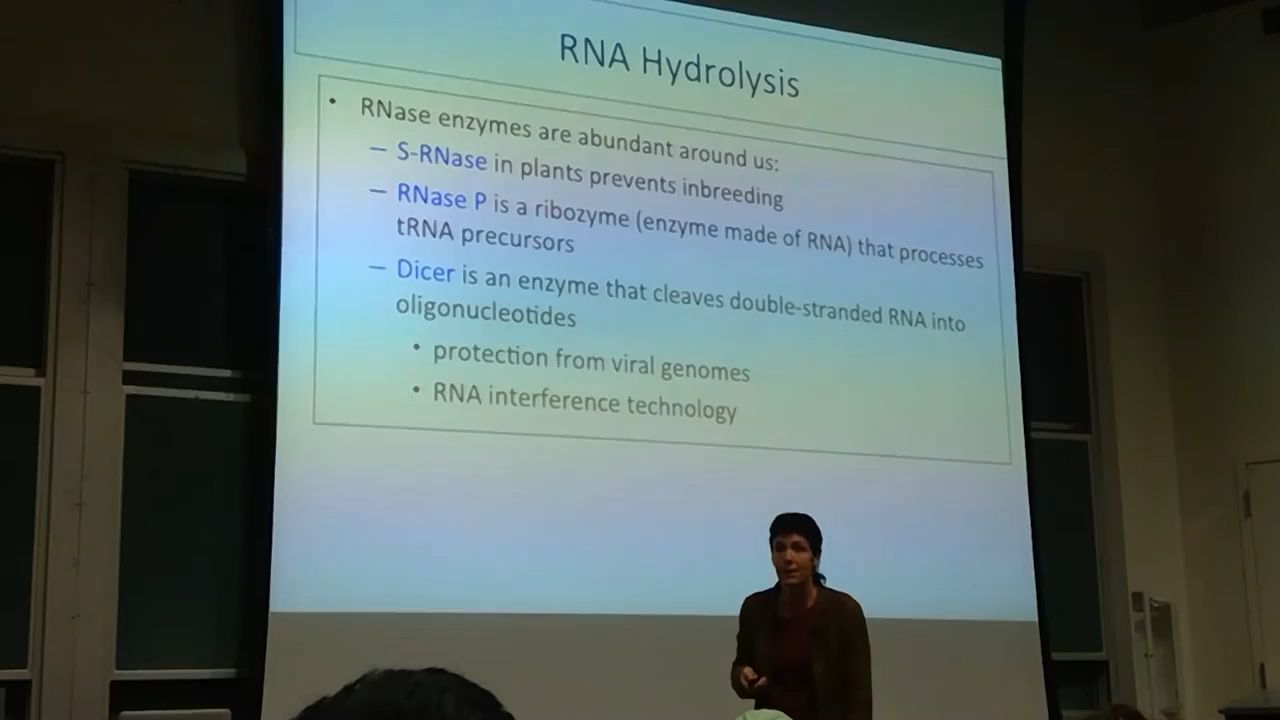 RNA Hydrolysis
• RNase enzymes are abundant around us:
– S-RNase in plants prevents inbreeding
– RNase P is a ribozyme (enzyme made of RNA) that processes
tRNA precursors
– Dicer is an enzyme that cleaves double-stranded RNA into
oligonucleotides
• protection from viral genomes
• RNA interference technology